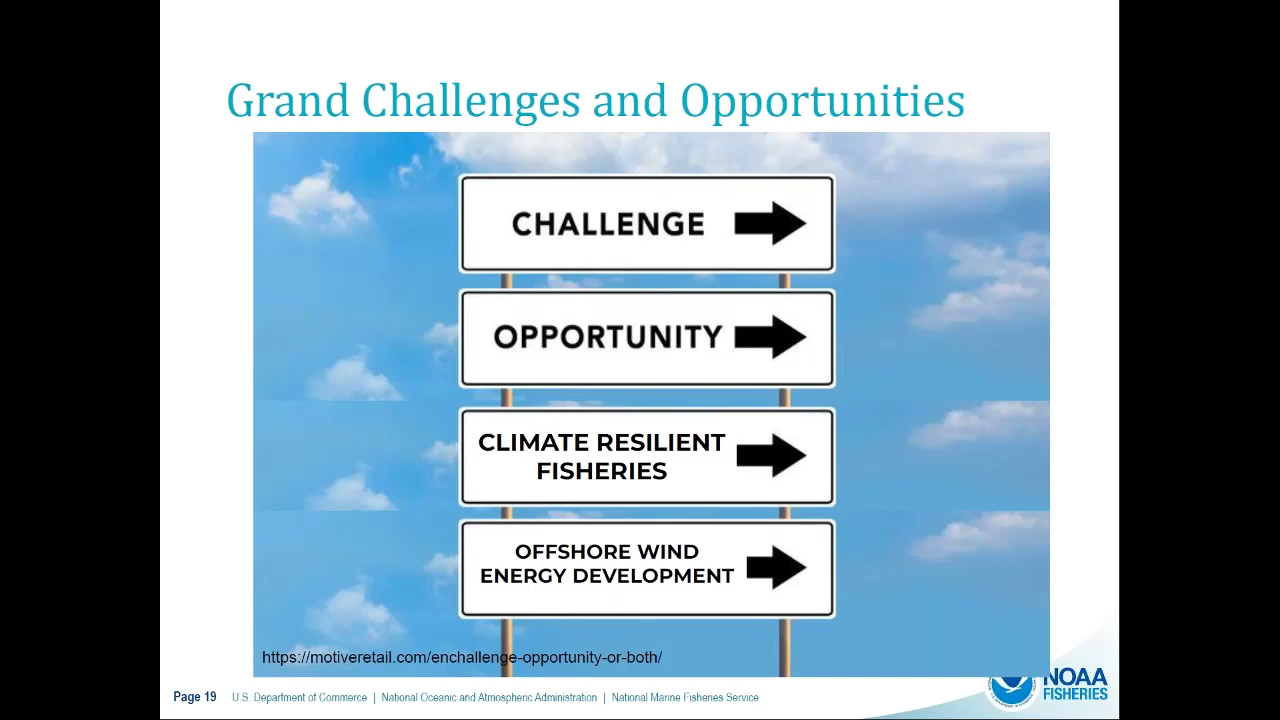 Grand Challenges and Opportunities
CHALLENGE
OPPORTUNITY
CLIMATE RESILIENT
FISHERIES
OFFSHORE WIND
ENERGY DEVELOPMENT
https://motiveretail.com/enchallenge-opportunity-or-both/
Page 19 U.S. Department of Commerce | National Oceanic and Atmospheric Administration | National Marine Fisheries Service
NOAA
FISHERIES